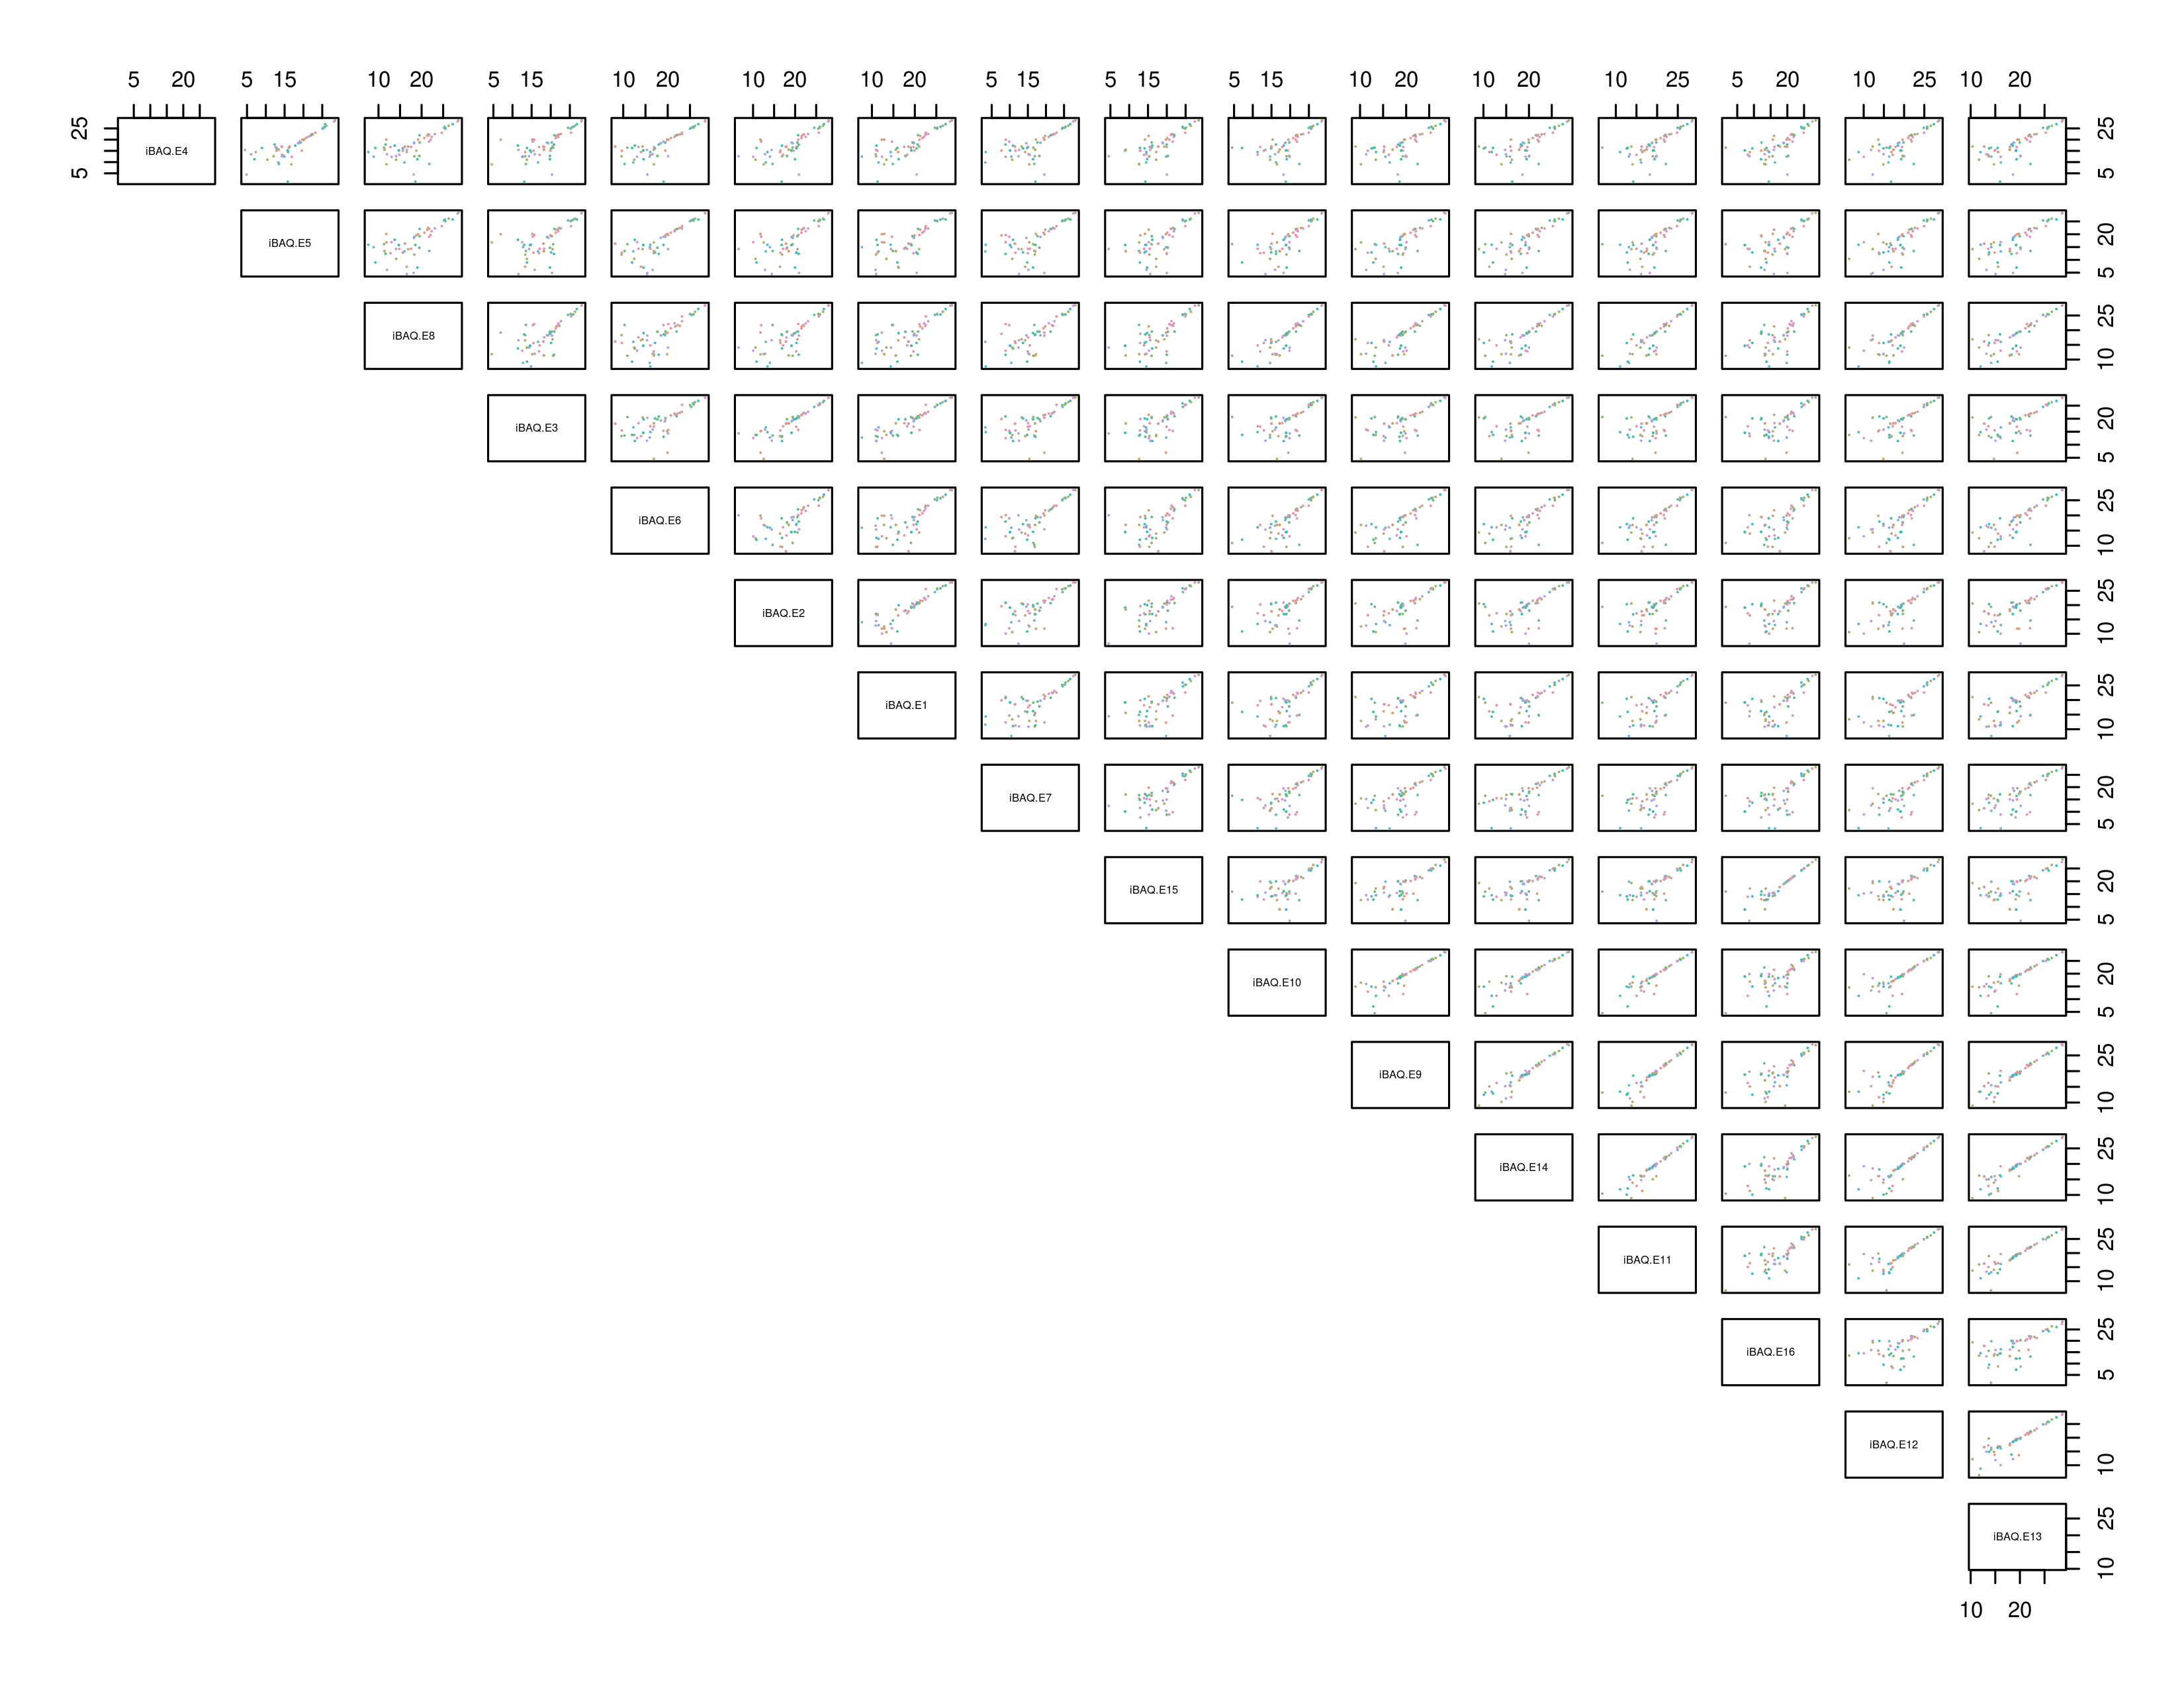 5 20 5 15 10 20 5 15 10 20 10 20 10 20 5 15 5 15 5 15 10 20 10 20 10 25 5 20 10 25 10 20
5 25 iBAQ.E4 5 25
iBAQ.E5 5 20
iBAQ.E8 10 25
iBAQ.E3 5 20
iBAQ.E6 10 25
iBAQ.E2 10 25
iBAQ.E1 10 25
iBAQ.E7 5 20
iBAQ.E15 5 20
iBAQ.E10 5 20
iBAQ.E9 10 25
iBAQ.E14 10 25
iBAQ.E11 10 25
iBAQ.E16 5 25
iBAQ.E12 10
iBAQ.E13 10 25
10 20